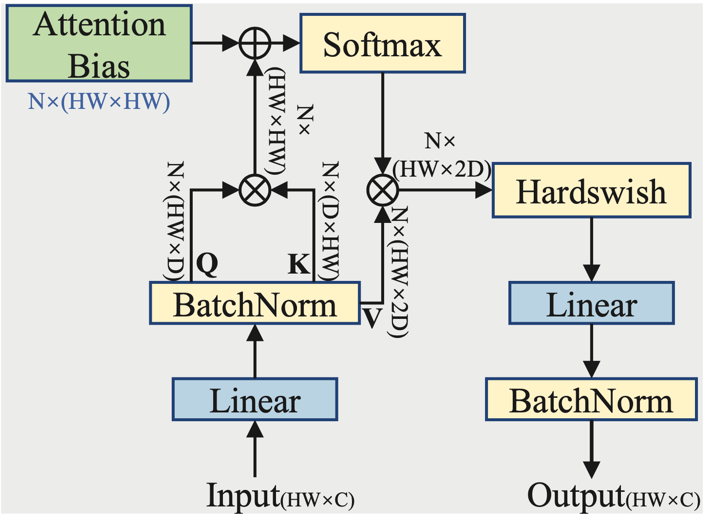 Attention
Bias
N×(HW×HW)
Softmax
N×
(HW×HW)
N×
(HW×2D)
Hardswish
N×(HW×D)
N×(D×HW)
N×(HW×2D)
Q
K
V
BatchNorm
Linear
Linear
BatchNorm
Input(HW×C)
Output(HW×C)